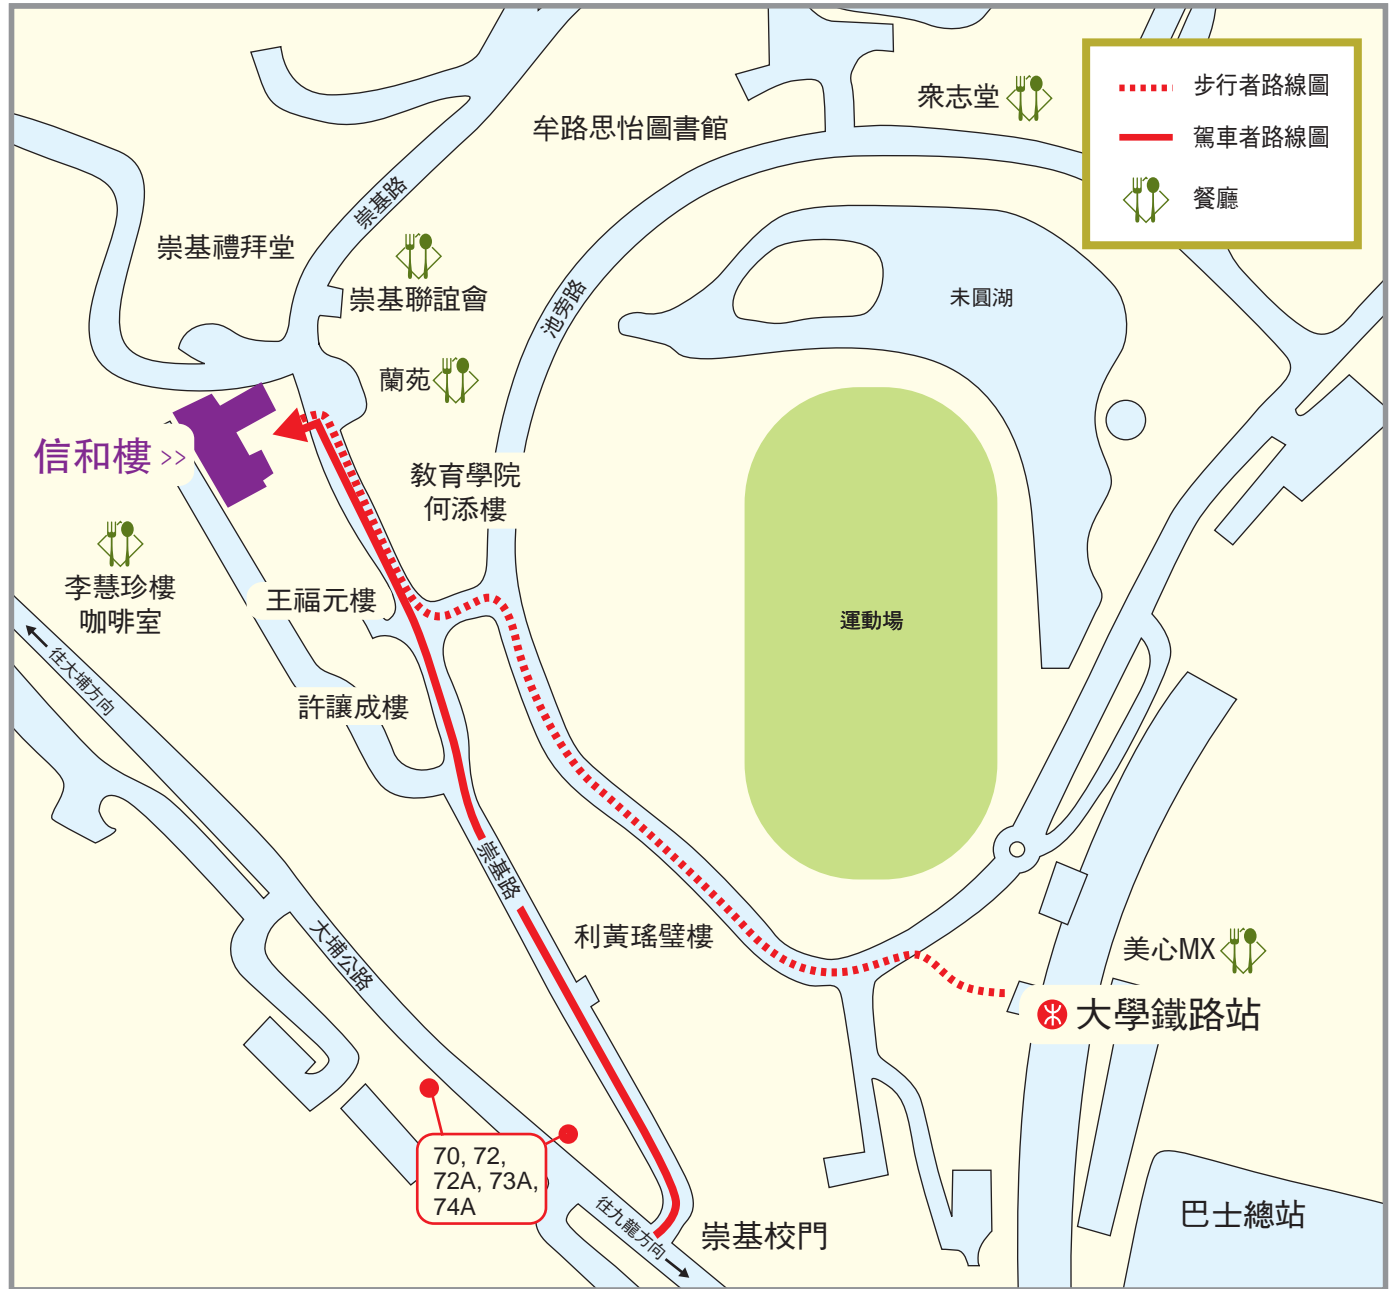 步行者路線圖
駕車者路線圖
餐廳
衆志堂
牟路思怡圖書館
崇基路
崇基禮拜堂
崇基聯誼會
池旁路
未圓湖
蘭苑
信和樓 >>
教育學院
何添樓
李慧珍樓
咖啡室
王福元樓
運動場
往大埔方向
許讓成樓
崇基路
大埔公路
利黃瑤璧樓
美心MX
大學鐵路站
70, 72,
72A, 73A,
74A
往九龍方向
崇基校門
巴士總站